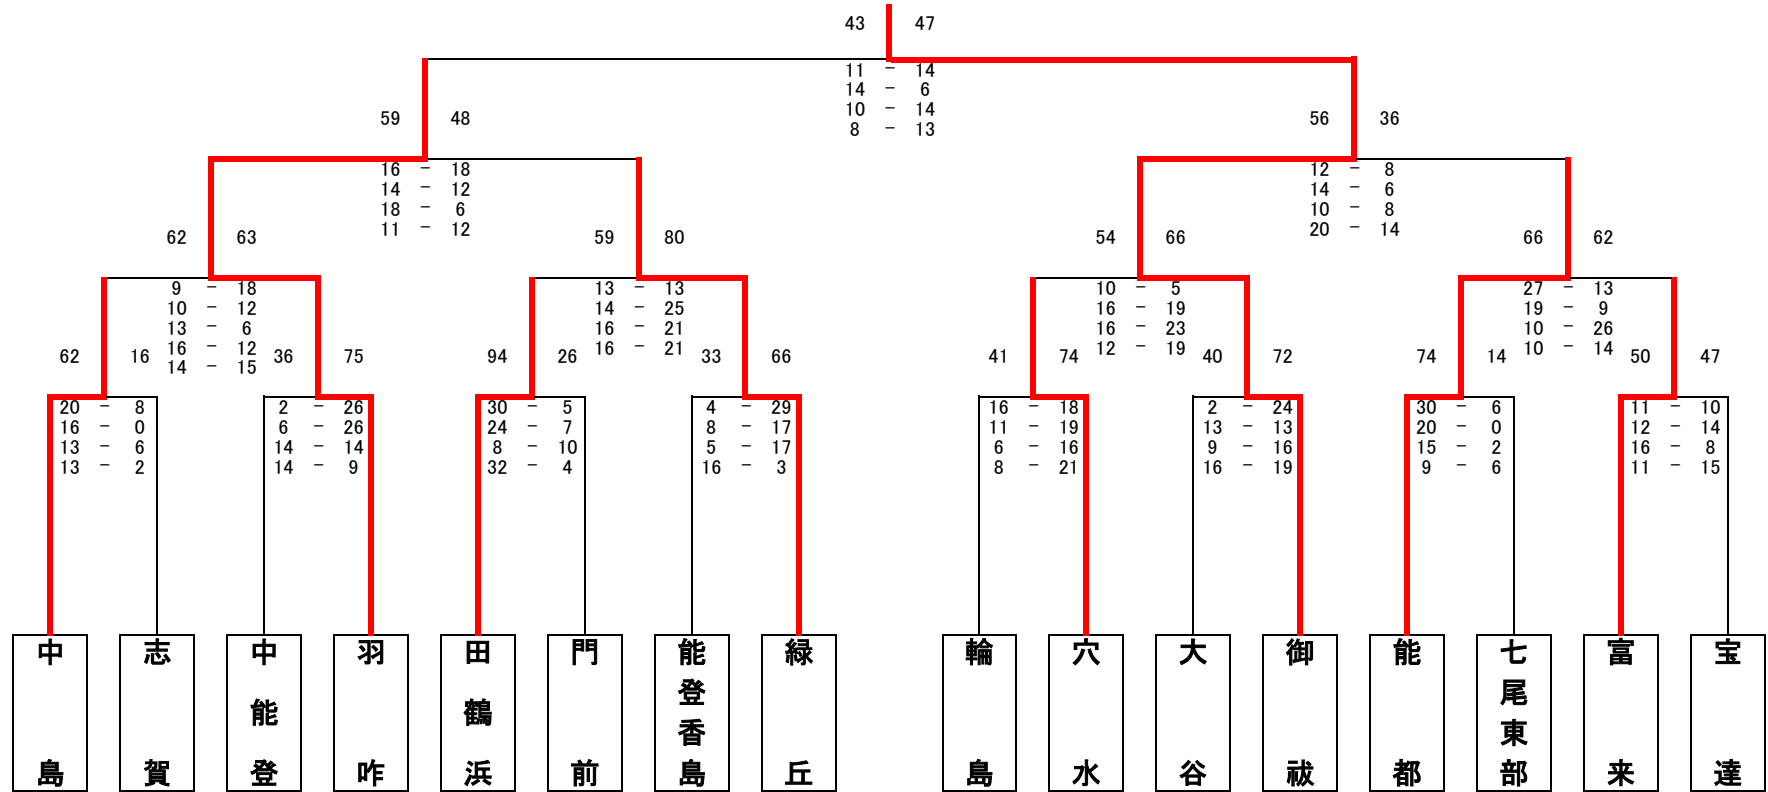 43 47
11 - 14
14 - 6
10 - 14
8 - 13
59 48
16 - 18
14 - 12
18 - 6
11 - 12
56 36
12 - 8
14 - 6
10 - 8
20 - 14
62 63
9 - 18
10 - 12
13 - 6
16 - 12
14 - 15
59 80
13 - 13
14 - 25
16 - 21
16 - 21
54 66
10 - 5
16 - 19
16 - 23
12 - 19
66 62
27 - 13
19 - 9
10 - 26
10 - 14
62 16
20 - 8
16 - 0
13 - 6
13 - 2
36 75
2 - 26
6 - 26
14 - 14
14 - 9
94 26
30 - 5
24 - 7
8 - 10
32 - 4
33 66
4 - 29
8 - 17
5 - 17
16 - 3
41 74
16 - 18
11 - 19
6 - 16
8 - 21
40 72
2 - 24
13 - 13
9 - 16
16 - 19
74 14
30 - 6
20 - 0
15 - 2
9 - 6
50 47
11 - 10
12 - 14
16 - 8
11 - 15
中島
志賀
中能登
羽咋
田鶴浜
門前
能登香島
緑丘
輪島
穴水
大谷
御祓
能都
七尾東部
富来
宝達